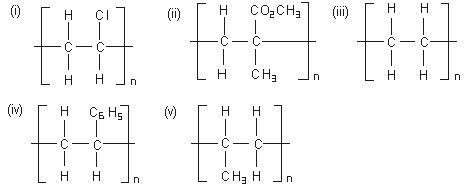 (i) H Cl (ii) H CO₂CH₃ (iii) H H
C C C C C C
H H n H CH₃ n H H n
(iv) H C₆H₅ (v) H H
C C C C
H H n CH₃ H n